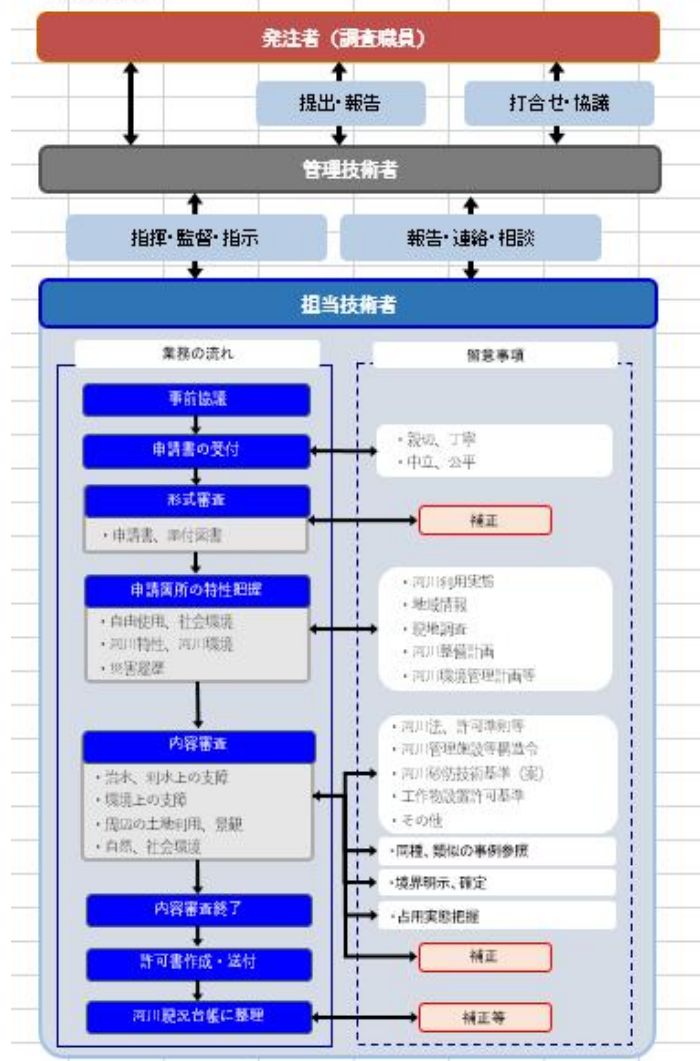 発注者（調査職員）
提出・報告
打合せ・協議
管理技術者
指揮・監督・指示
報告・連絡・相談
担当技術者
業務の流れ
留意事項
事前協議
申請書の受付
・親切、丁寧
・中立、公平
形式審査
・申請書、添付図書
補正
申請箇所の特性把握
・自由使用、社会環境
・河川特性、河川環境
・災害履歴
・河川利用実態
・地域情報
・現地調査
・河川整備計画
・河川環境管理計画等
内容審査
・治水、利水上の支障
・環境上の支障
・周辺の土地利用、景観
・自然、社会環境
・河川法、許可準則等
・河川管理施設等構造令
・河川砂防技術基準（案）
・工作物設置許可基準
・その他
・同種、類似の事例参照
・境界明示、確定
・占用実態把握
内容審査終了
補正
許可書作成・送付
河川現況台帳に整理
補正等